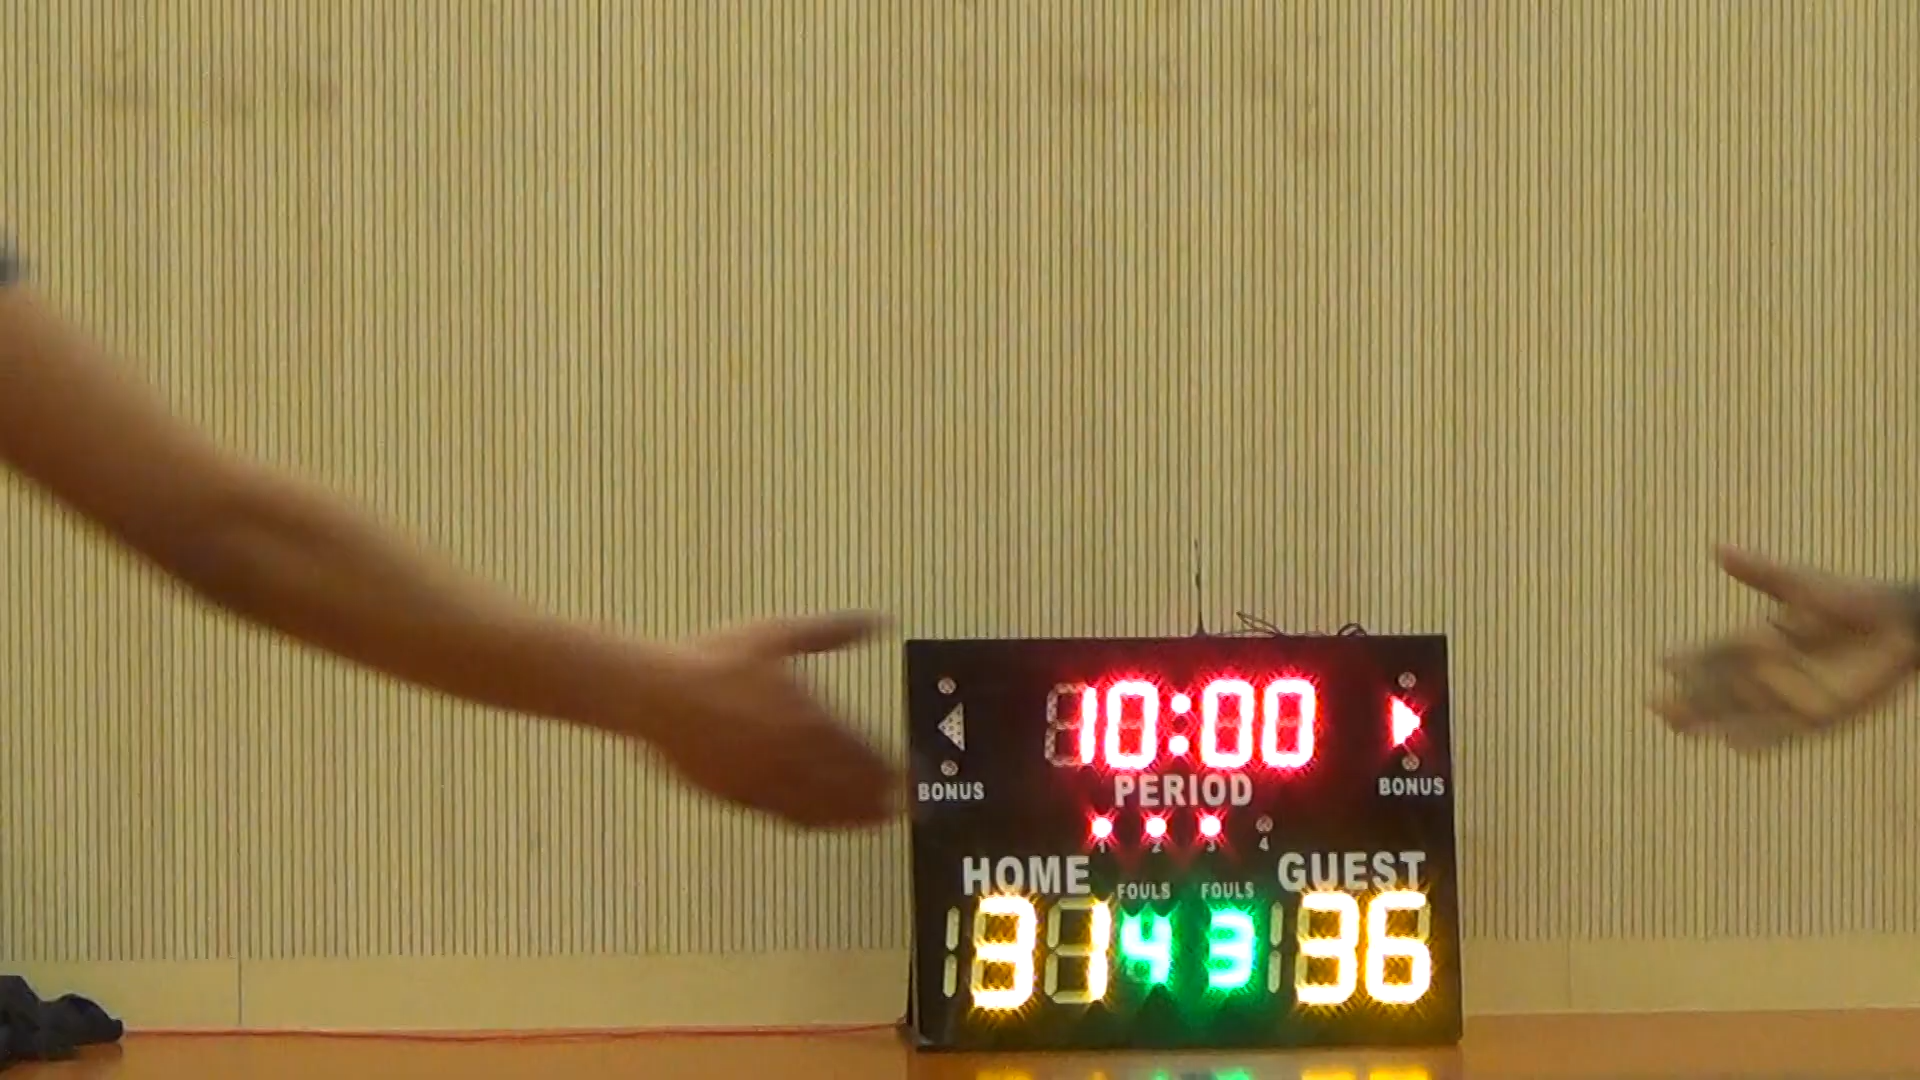 10:00
BONUS PERIOD BONUS
1 2 3 4
HOME FOULS FOULS GUEST
31 4 3 36